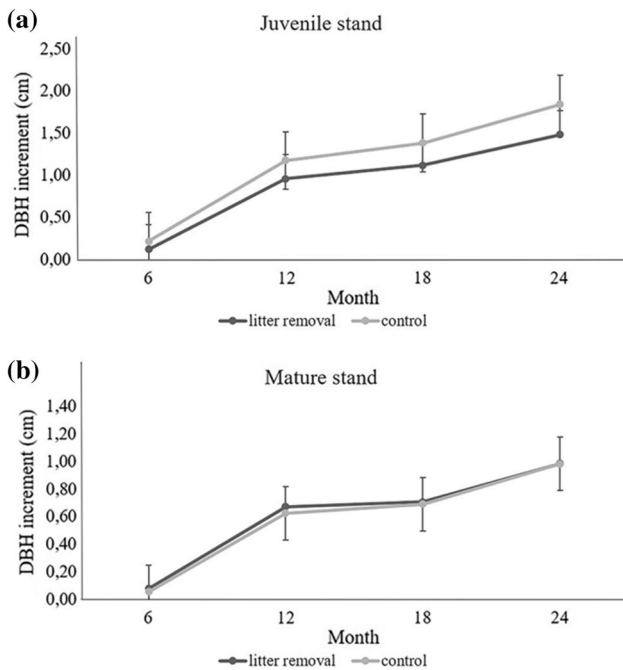 (a)
Juvenile stand
DBH increment (cm)
2,50
2,00
1,50
1,00
0,50
0,00
6 12 18 24
Month
litter removal control
(b)
Mature stand
DBH increment (cm)
1,40
1,20
1,00
0,80
0,60
0,40
0,20
0,00
6 12 18 24
Month
litter removal control